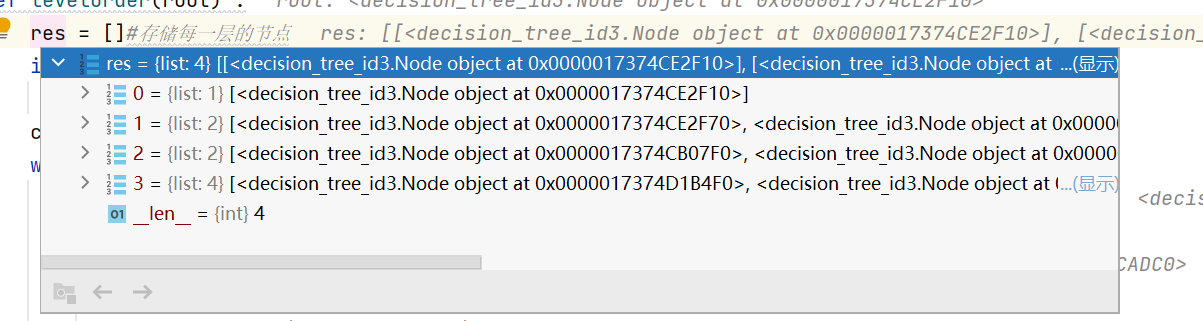 levelorder(root) : root: <decision_tree_id3.Node object at 0x0000017374CE2F10>
res = []#存储每一层的节点 res: [[<decision_tree_id3.Node object at 0x0000017374CE2F10>], [<decision_
res = {list: 4} [[<decision_tree_id3.Node object at 0x0000017374CE2F10>], [<decision_tree_id3.Node object at ...(显示)
0 = {list: 1} [<decision_tree_id3.Node object at 0x0000017374CE2F10>]
1 = {list: 2} [<decision_tree_id3.Node object at 0x0000017374CE2F70>, <decision_tree_id3.Node object at 0x0000
2 = {list: 2} [<decision_tree_id3.Node object at 0x0000017374CB07F0>, <decision_tree_id3.Node object at 0x0000
3 = {list: 4} [<decision_tree_id3.Node object at 0x0000017374D1B4F0>, <decision_tree_id3.Node object at ...(显示)
<decis
01 __len__ = {int} 4
CADC0>